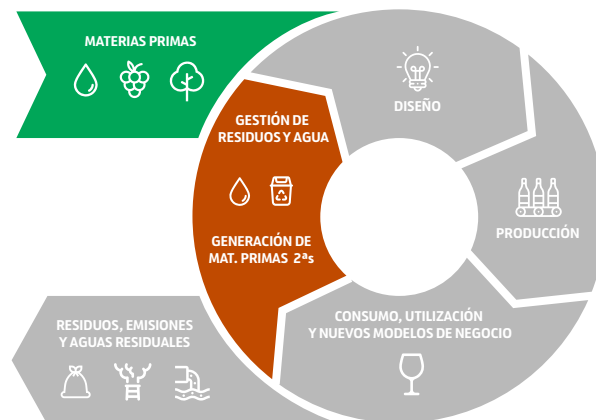 MATERIAS PRIMAS
DISEÑO
GESTIÓN DE
RESIDUOS Y AGUA
GENERACIÓN DE
MAT. PRIMAS 2ªs
PRODUCCIÓN
CONSUMO, UTILIZACIÓN
Y NUEVOS MODELOS DE NEGOCIO
RESIDUOS, EMISIONES
Y AGUAS RESIDUALES